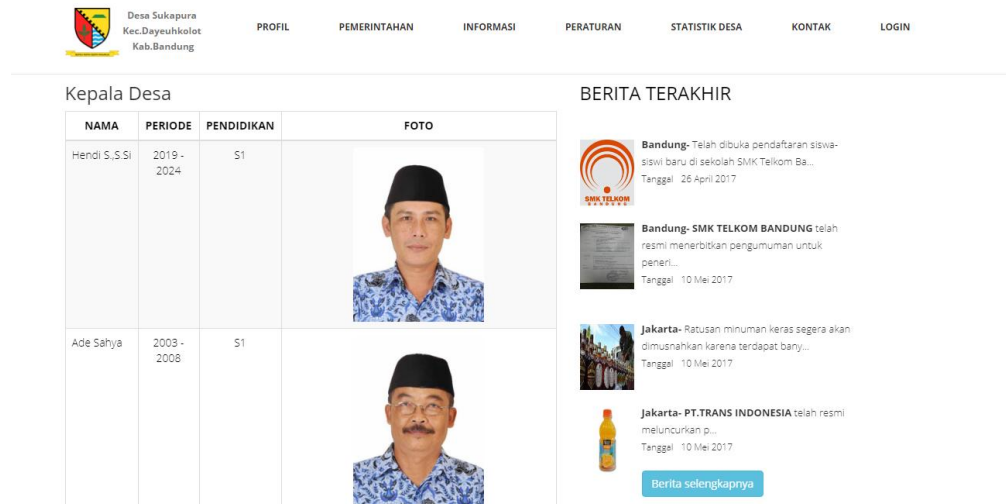 Desa Sukapura
Kec.Dayeuhkolot
Kab.Bandung
PROFIL PEMERINTAHAN INFORMASI PERATURAN STATISTIK DESA KONTAK LOGIN
Kepala Desa
NAMA PERIODE PENDIDIKAN FOTO
Hendi S.,S.Si 2019 - S1
2024
Ade Sahya 2003 - S1
2008
BERITA TERAKHIR
SMK TELKOM
BANDUNG
Bandung- Telah dibuka pendaftaran siswa-
siswi baru di sekolah SMK Telkom Ba...
Tanggal 26 April 2017
Bandung- SMK TELKOM BANDUNG telah
resmi menerbitkan pengumuman untuk
peneri...
Tanggal 10 Mei 2017
Jakarta- Ratusan minuman keras segera akan
dimusnahkan karena terdapat bany...
Tanggal 10 Mei 2017
Jakarta- PT.TRANS INDONESIA telah resmi
meluncurkan p...
Tanggal 10 Mei 2017
Berita selengkapnya